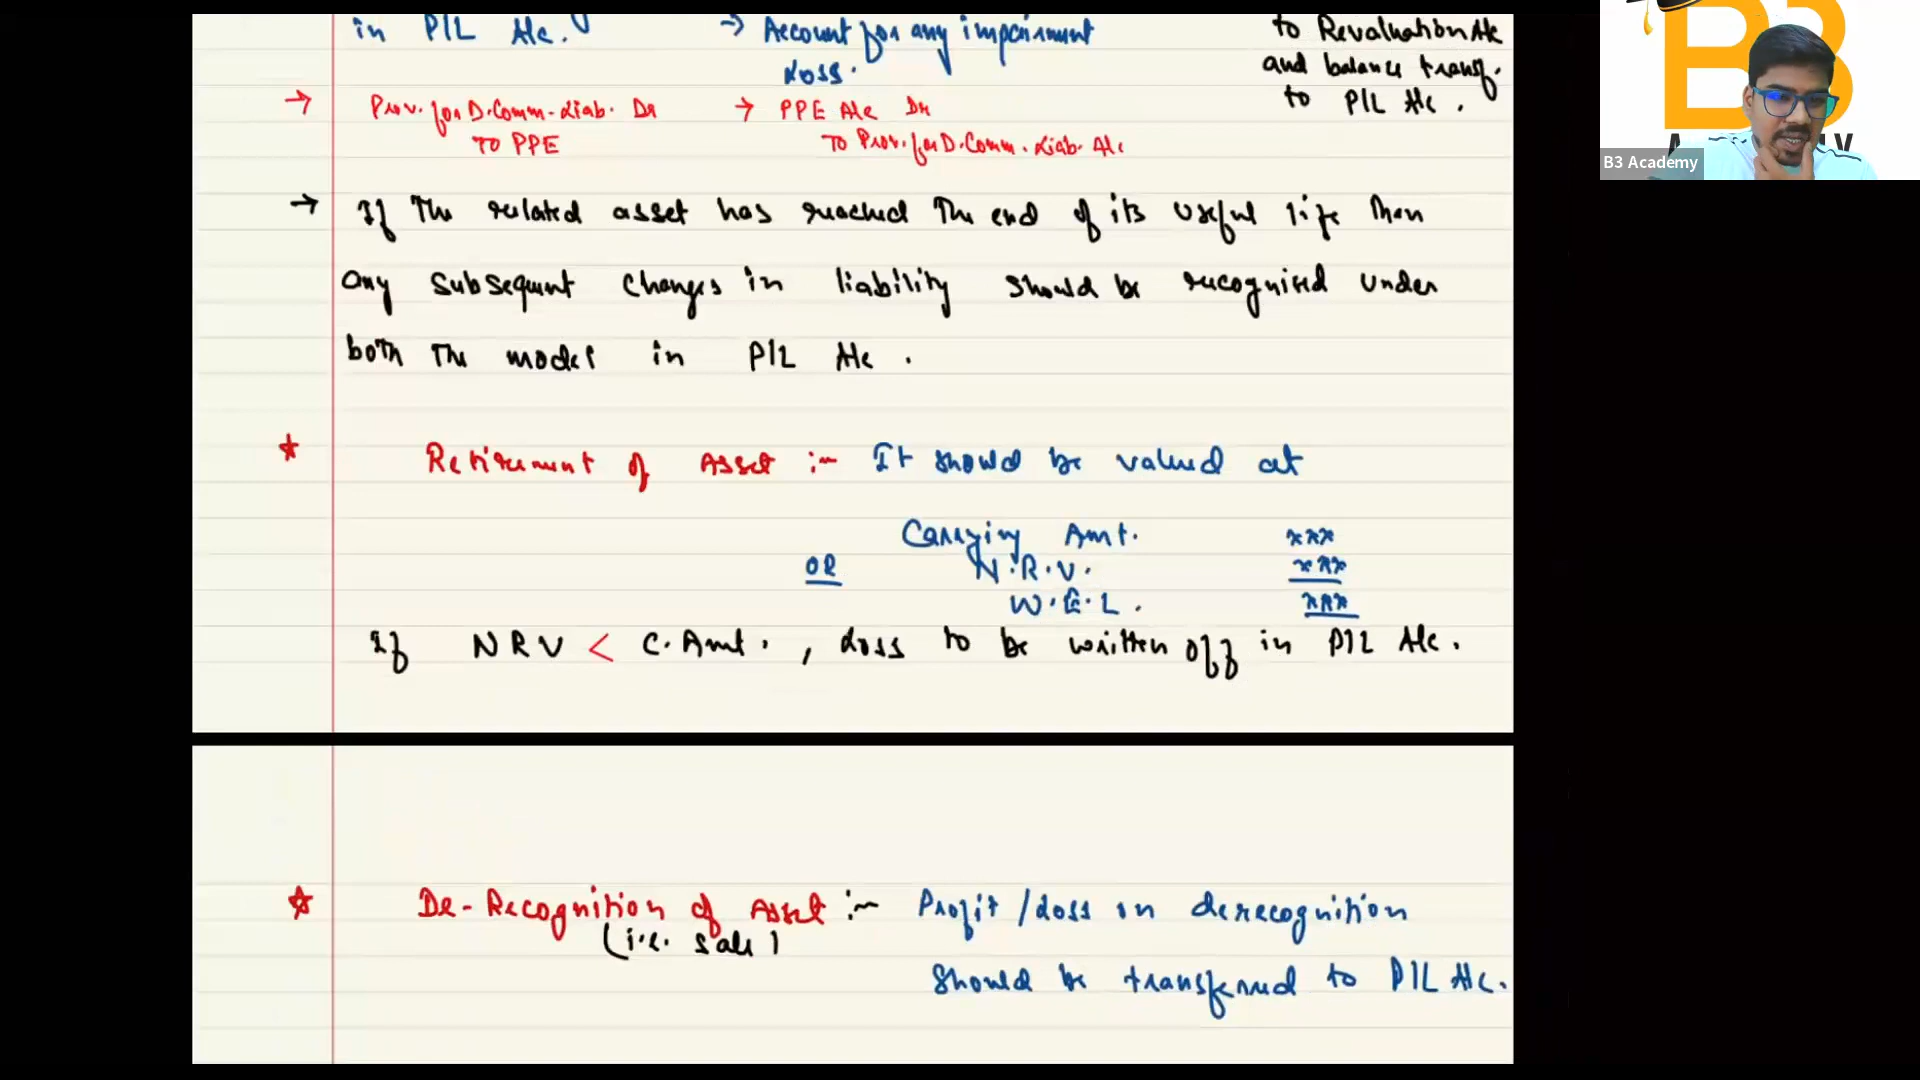 in P/L A/c.
→ Account for any impairment
loss.
to Revaluation A/c
and balance transf.
to P/L A/c.
→ Prov. for D.Comm. Liab. Dr
To PPE
→ PPE A/c Dr
To Prov. for D.Comm. Liab. A/c
→ If the related asset has reached the end of its useful life then
any subsequent changes in liability should be recognised under
both the model in P/L A/c.
★ Retirement of Asset :- It should be valued at
Carrying Amt. xxx
OR N.R.V. xxx
W.E.L. xxx
If NRV < C.Amt., loss to be written off in P/L A/c.
☆ De-Recognition of Asset :- Profit/loss on derecognition
(i.e. sale)
should be transferred to P/L A/c.
B3
B3 Academy